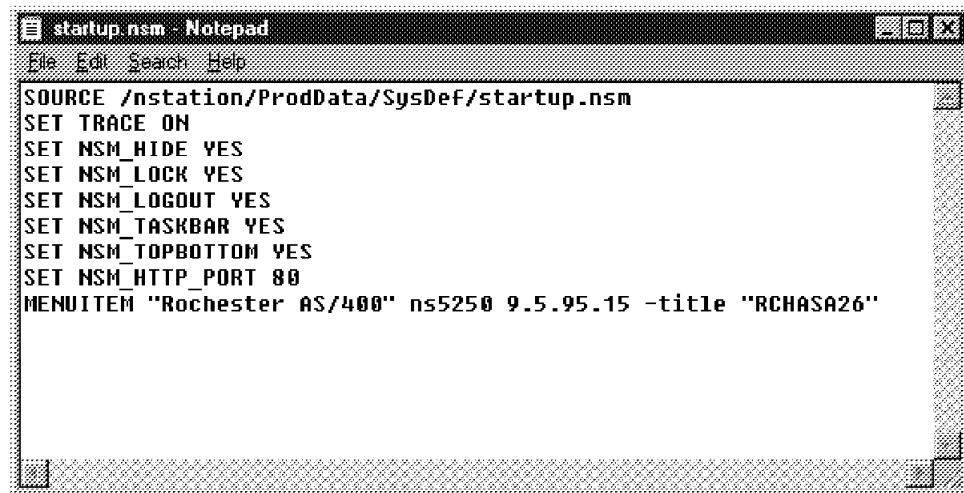 startup.nsm - Notepad
File Edit Search Help
SOURCE /nstation/ProdData/SysDef/startup.nsm
SET TRACE ON
SET NSM_HIDE YES
SET NSM_LOCK YES
SET NSM_LOGOUT YES
SET NSM_TASKBAR YES
SET NSM_TOPBOTTOM YES
SET NSM_HTTP_PORT 80
MENUITEM "Rochester AS/400" ns5250 9.5.95.15 -title "RCHASA26"